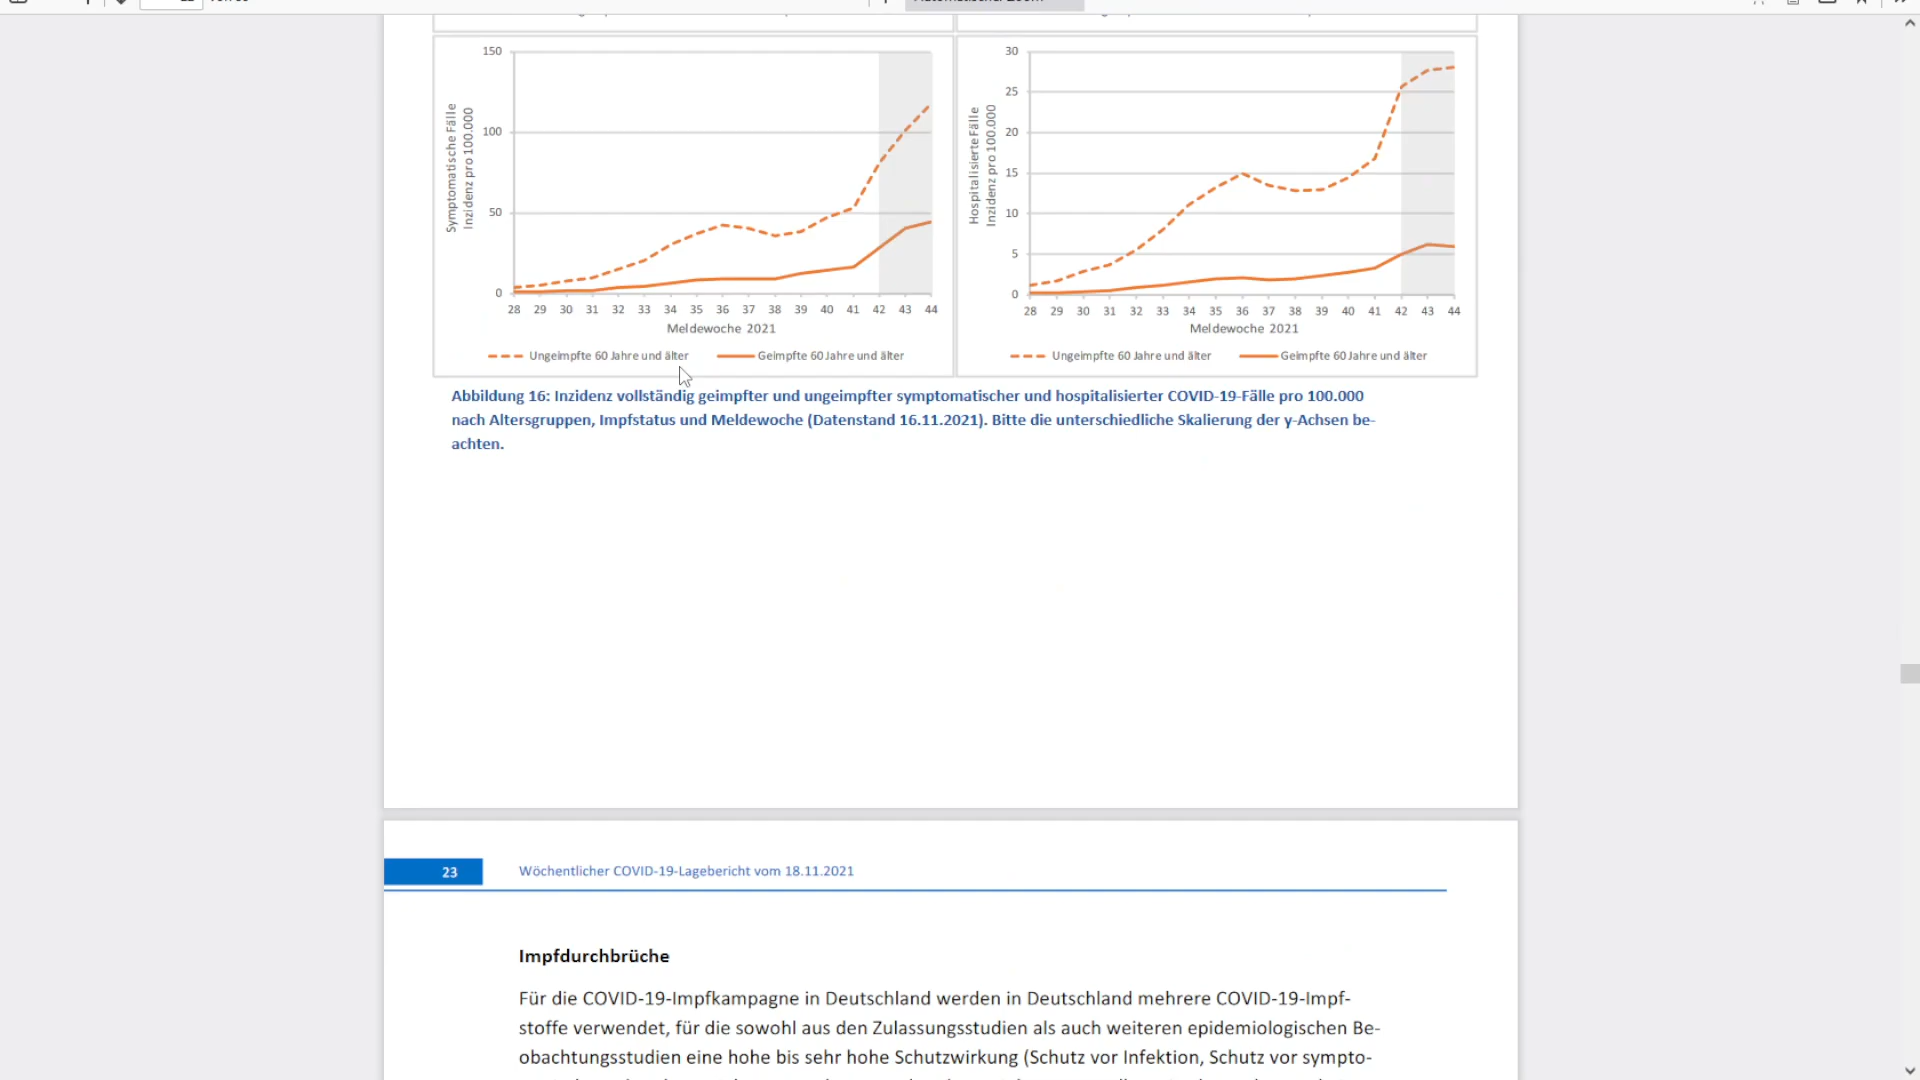 150
100
50
0
Symptomatische Fälle
Inzidenz pro 100.000
28 29 30 31 32 33 34 35 36 37 38 39 40 41 42 43 44
Meldewoche 2021
Ungeimpfte 60 Jahre und älter Geimpfte 60 Jahre und älter
30
25
20
15
10
5
0
Hospitalisierte Fälle
Inzidenz pro 100.000
28 29 30 31 32 33 34 35 36 37 38 39 40 41 42 43 44
Meldewoche 2021
Ungeimpfte 60 Jahre und älter Geimpfte 60 Jahre und älter
Abbildung 16: Inzidenz vollständig geimpfter und ungeimpfter symptomatischer und hospitalisierter COVID-19-Fälle pro 100.000
nach Altersgruppen, Impfstatus und Meldewoche (Datenstand 16.11.2021). Bitte die unterschiedliche Skalierung der y-Achsen be-
achten.
23 Wöchentlicher COVID-19-Lagebericht vom 18.11.2021
Impfdurchbrüche
Für die COVID-19-Impfkampagne in Deutschland werden in Deutschland mehrere COVID-19-Impf-
stoffe verwendet, für die sowohl aus den Zulassungsstudien als auch weiteren epidemiologischen Be-
obachtungsstudien eine hohe bis sehr hohe Schutzwirkung (Schutz vor Infektion, Schutz vor sympto-